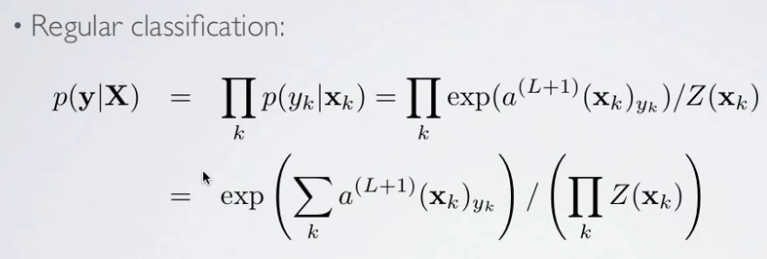 • Regular classification:
p(y|X) = ∏_k p(y_k|x_k) = ∏_k exp(a^{(L+1)}(x_k)_{y_k})/Z(x_k)
= exp(∑_k a^{(L+1)}(x_k)_{y_k}) / (∏_k Z(x_k))